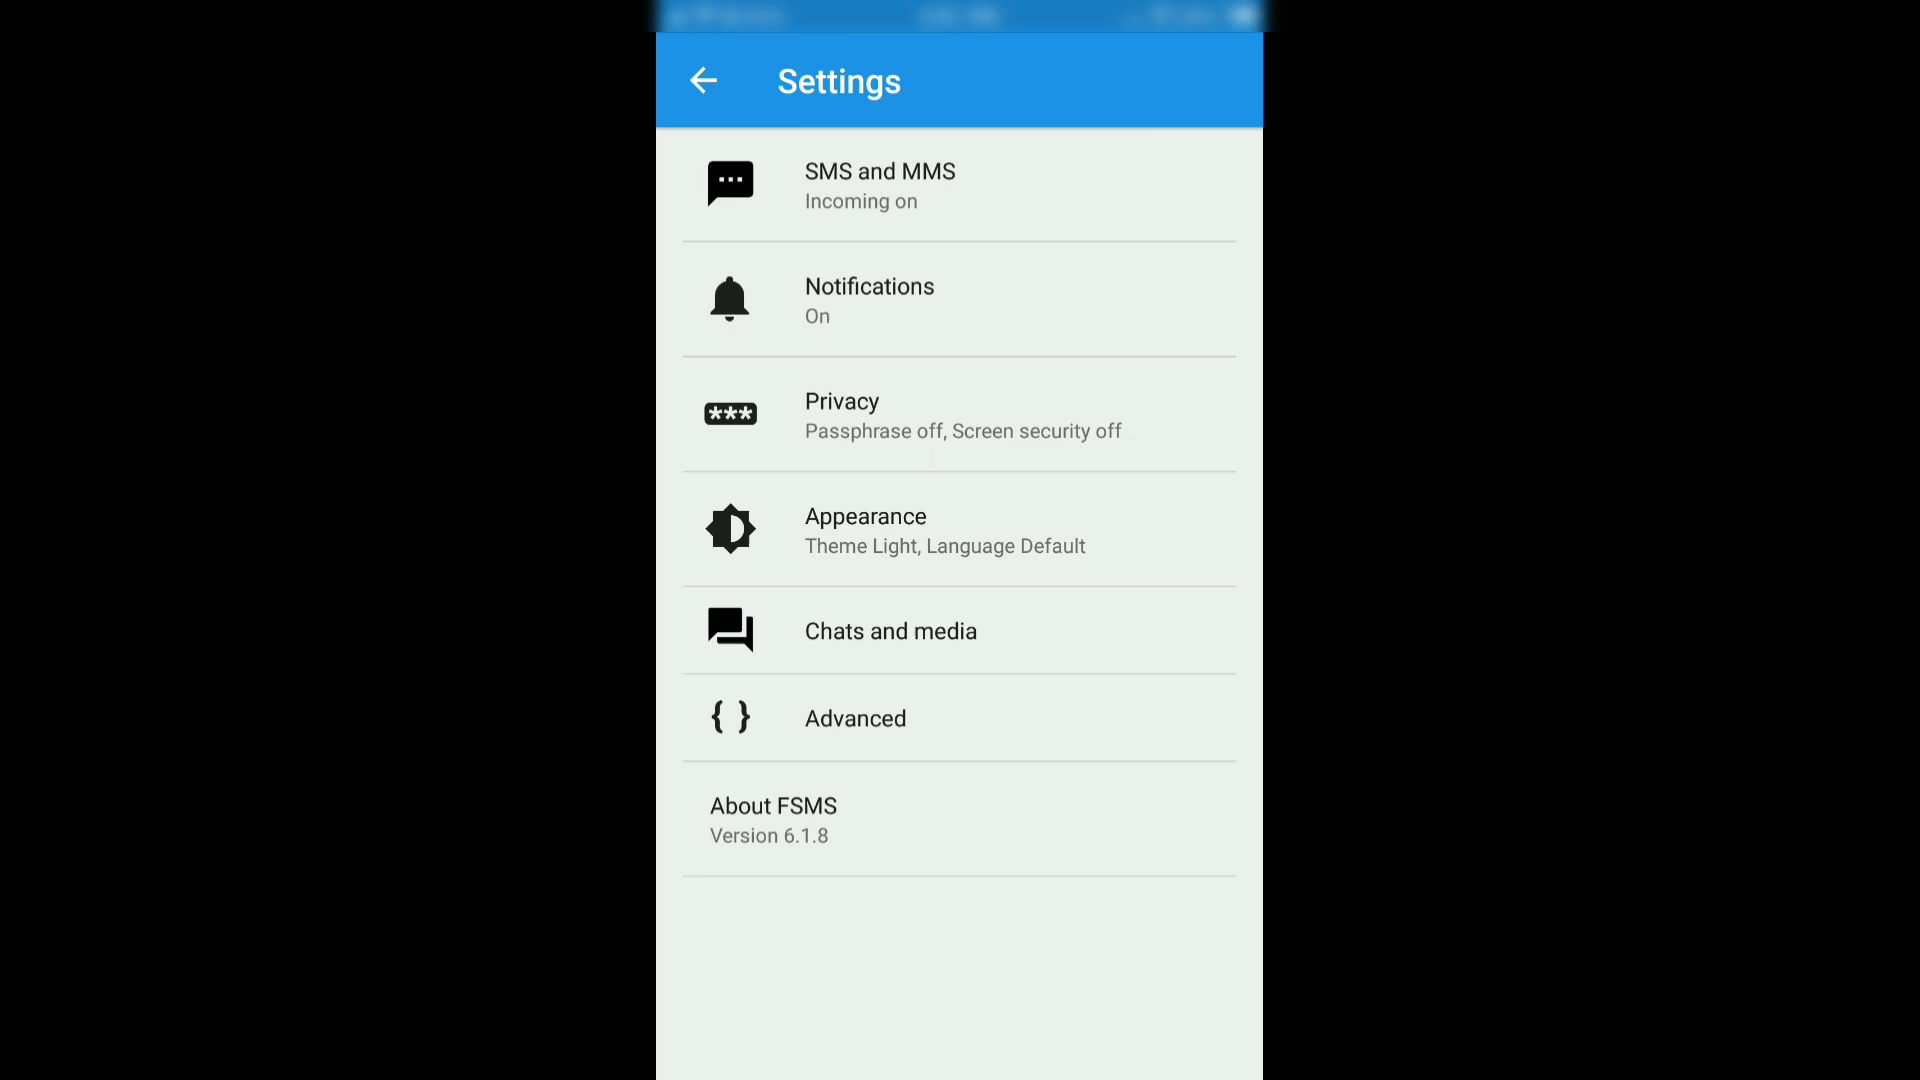 Settings
SMS and MMS
Incoming on
Notifications
On
***
Privacy
Passphrase off, Screen security off
Appearance
Theme Light, Language Default
Chats and media
{ }
Advanced
About FSMS
Version 6.1.8